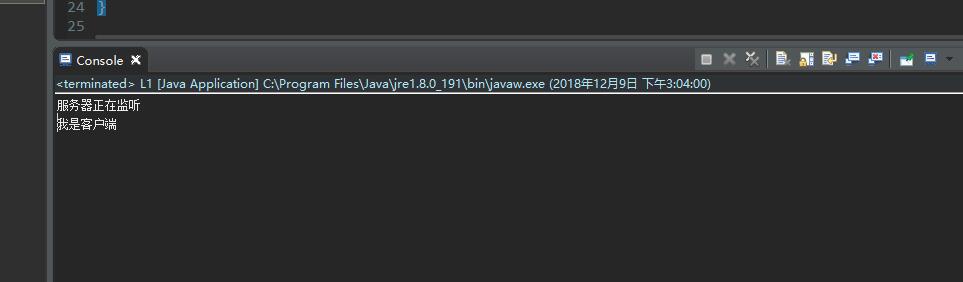 24 }
25
Console
<terminated> L1 [Java Application] C:\Program Files\Java\jre1.8.0_191\bin\javaw.exe (2018年12月9日 下午3:04:00)
服务器正在监听
我是客户端